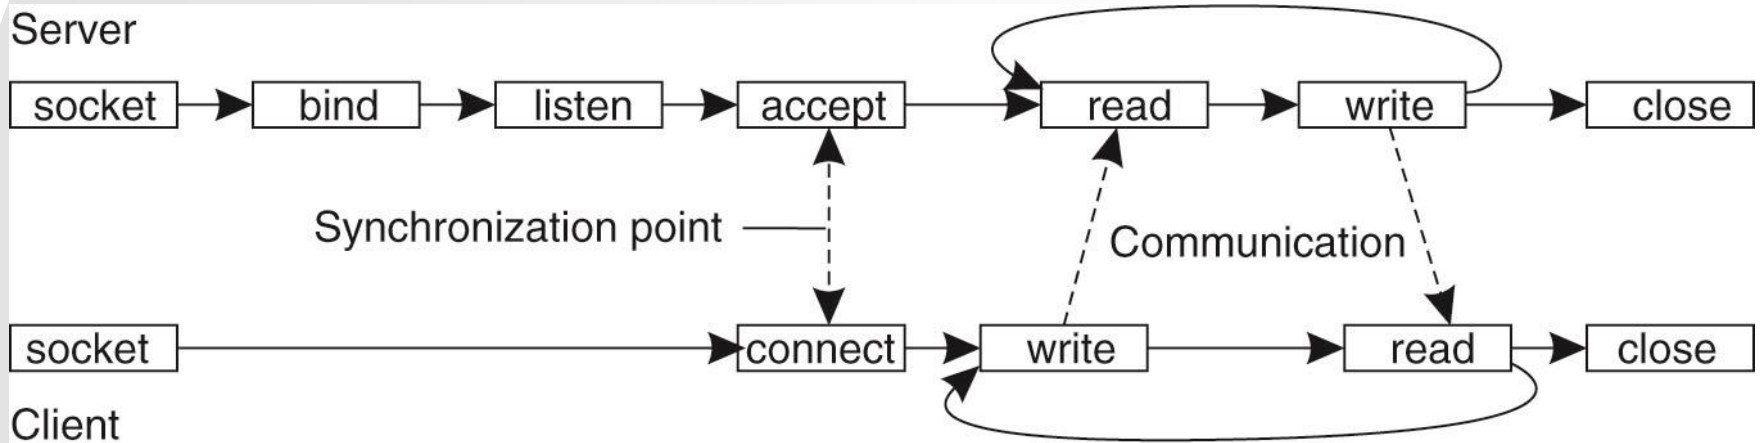 Server
socket bind listen accept read write close
Synchronization point
Communication
socket connect write read close
Client